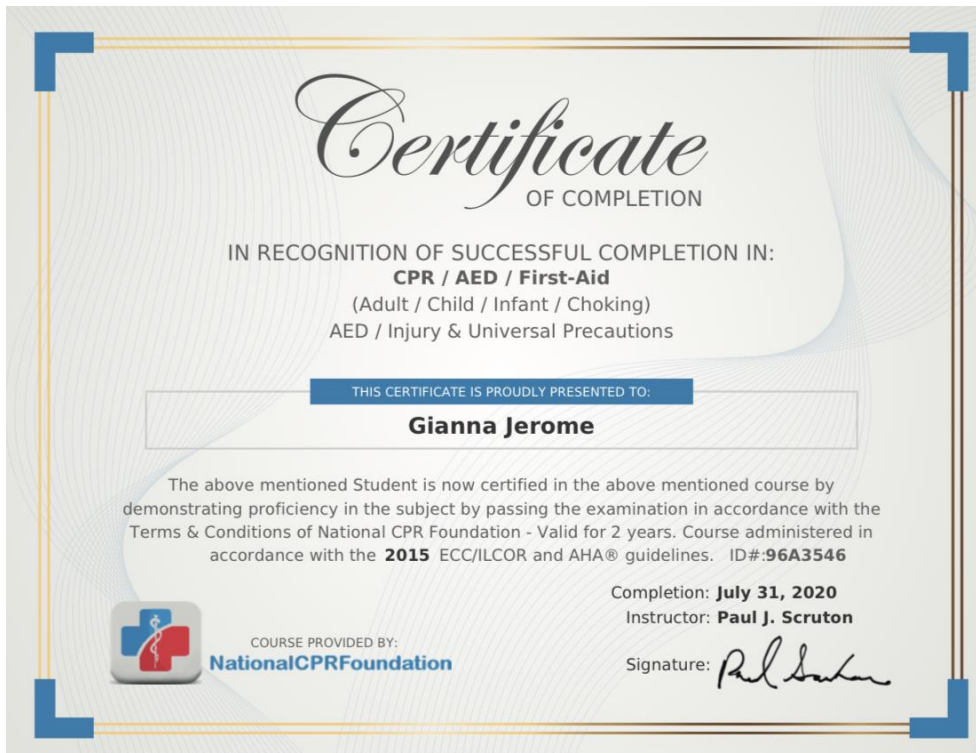 Certificate
OF COMPLETION
IN RECOGNITION OF SUCCESSFUL COMPLETION IN:
CPR / AED / First-Aid
(Adult / Child / Infant / Choking)
AED / Injury & Universal Precautions
THIS CERTIFICATE IS PROUDLY PRESENTED TO:
Gianna Jerome
The above mentioned Student is now certified in the above mentioned course by
demonstrating proficiency in the subject by passing the examination in accordance with the
Terms & Conditions of National CPR Foundation - Valid for 2 years. Course administered in
accordance with the 2015 ECC/ILCOR and AHA® guidelines. ID#:96A3546
Completion: July 31, 2020
Instructor: Paul J. Scruton
COURSE PROVIDED BY:
NationalCPRFoundation
Signature: